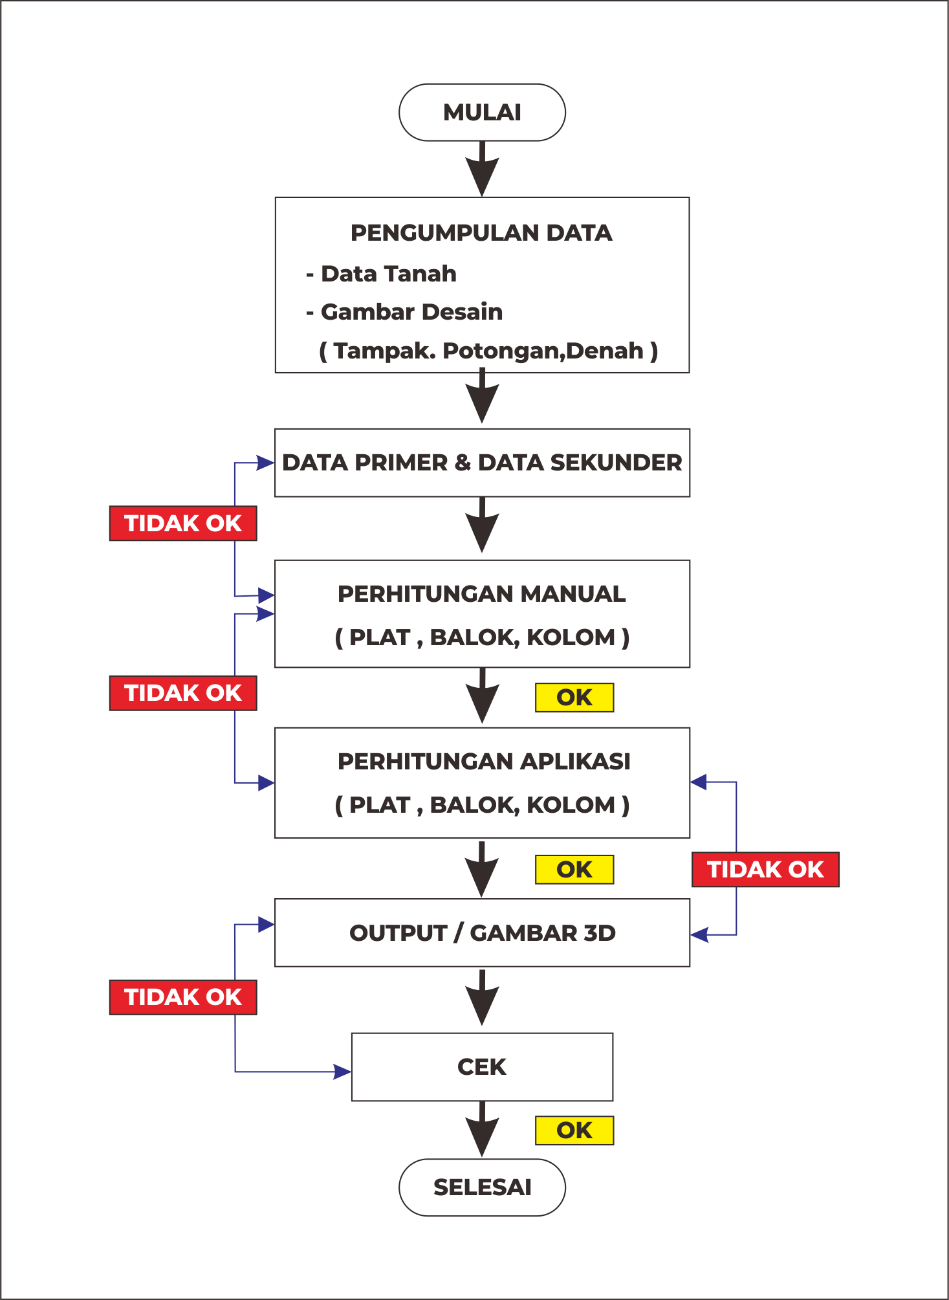 MULAI
PENGUMPULAN DATA
- Data Tanah
- Gambar Desain
( Tampak. Potongan,Denah )
DATA PRIMER & DATA SEKUNDER
TIDAK OK
PERHITUNGAN MANUAL
( PLAT , BALOK, KOLOM )
TIDAK OK
OK
PERHITUNGAN APLIKASI
( PLAT , BALOK, KOLOM )
OK
TIDAK OK
OUTPUT / GAMBAR 3D
TIDAK OK
CEK
OK
SELESAI